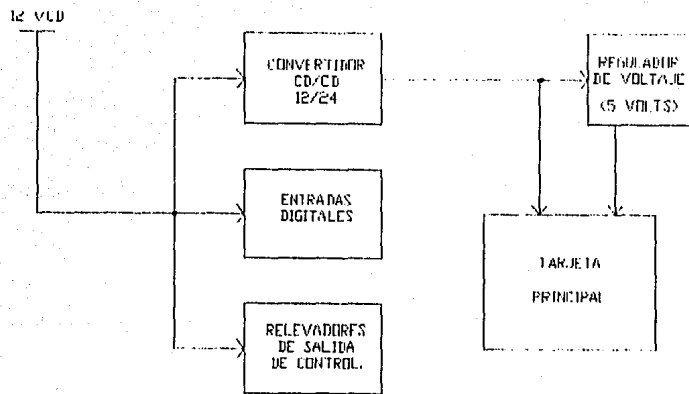 12 VCD
CONVERTIDOR
CD/CD
12/24
REGULADOR
DE VOLTAJE
(5 VOLTS)
ENTRADAS
DIGITALES
TARJETA
PRINCIPAL
RELEVADORES
DE SALIDA
DE CONTROL.